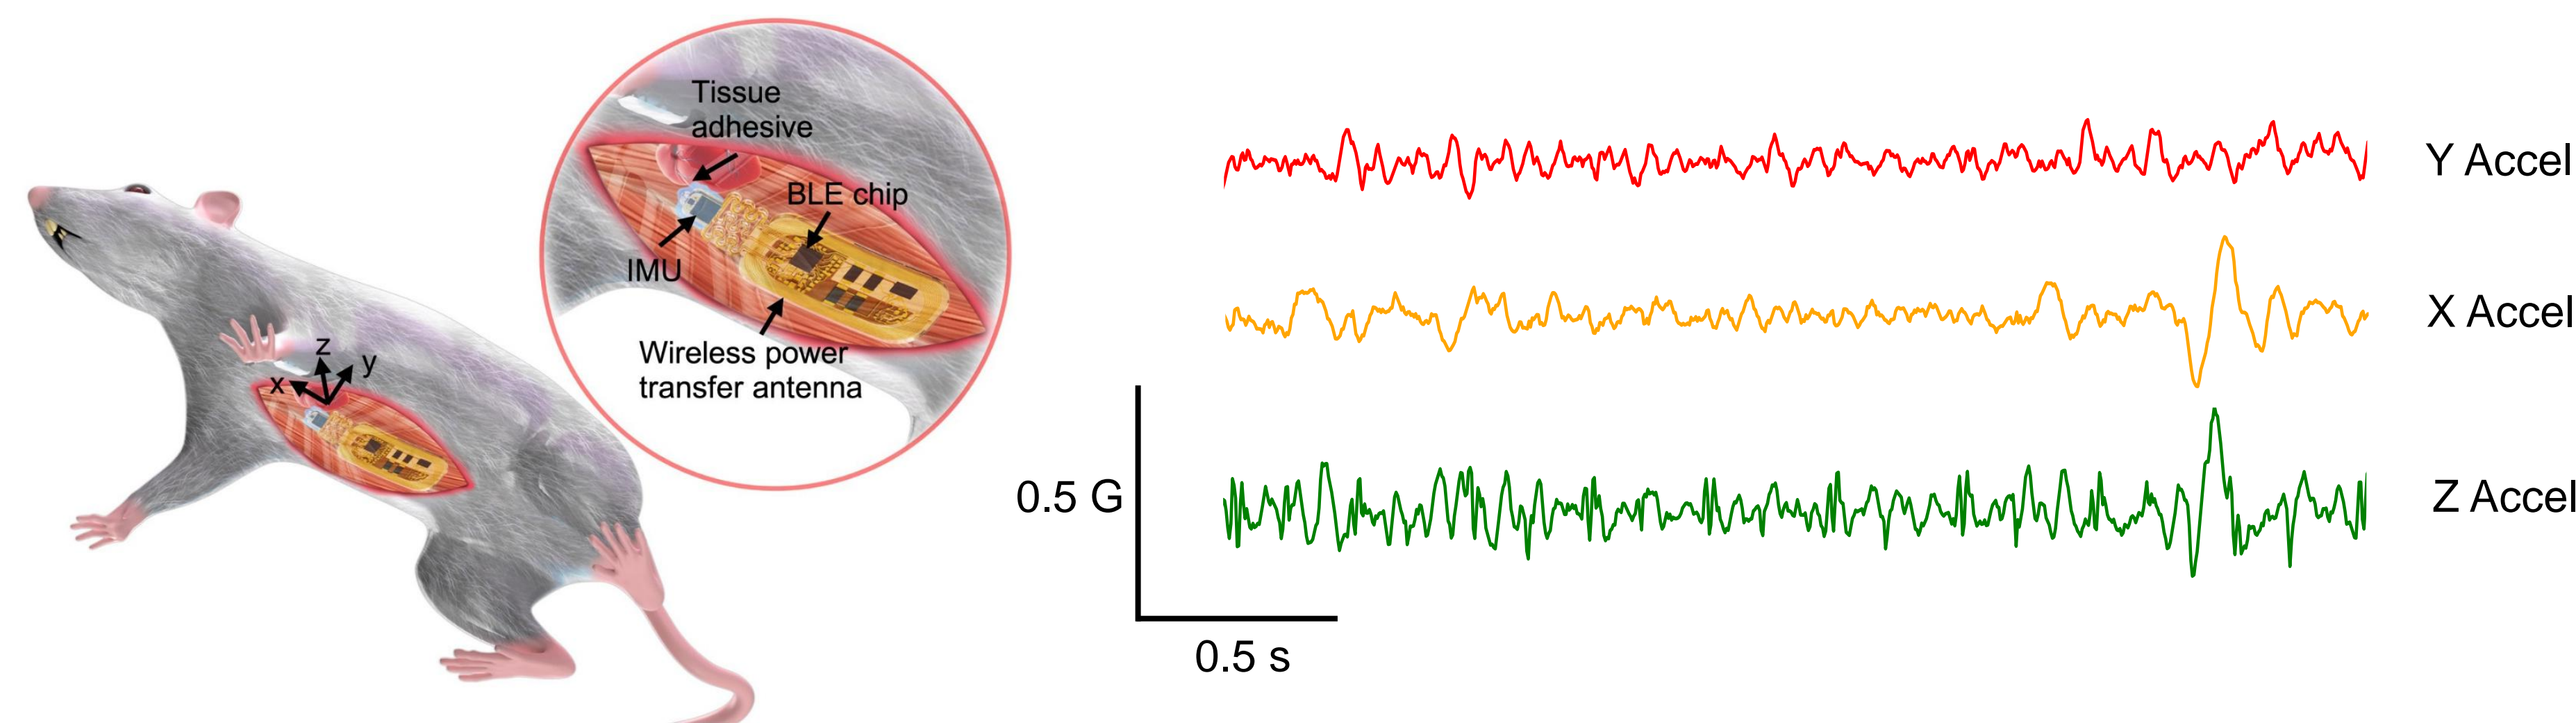 Tissue
adhesive
BLE chip
IMU
Wireless power
transfer antenna
z
y
x
Y Accel
X Accel
Z Accel
0.5 G
0.5 s